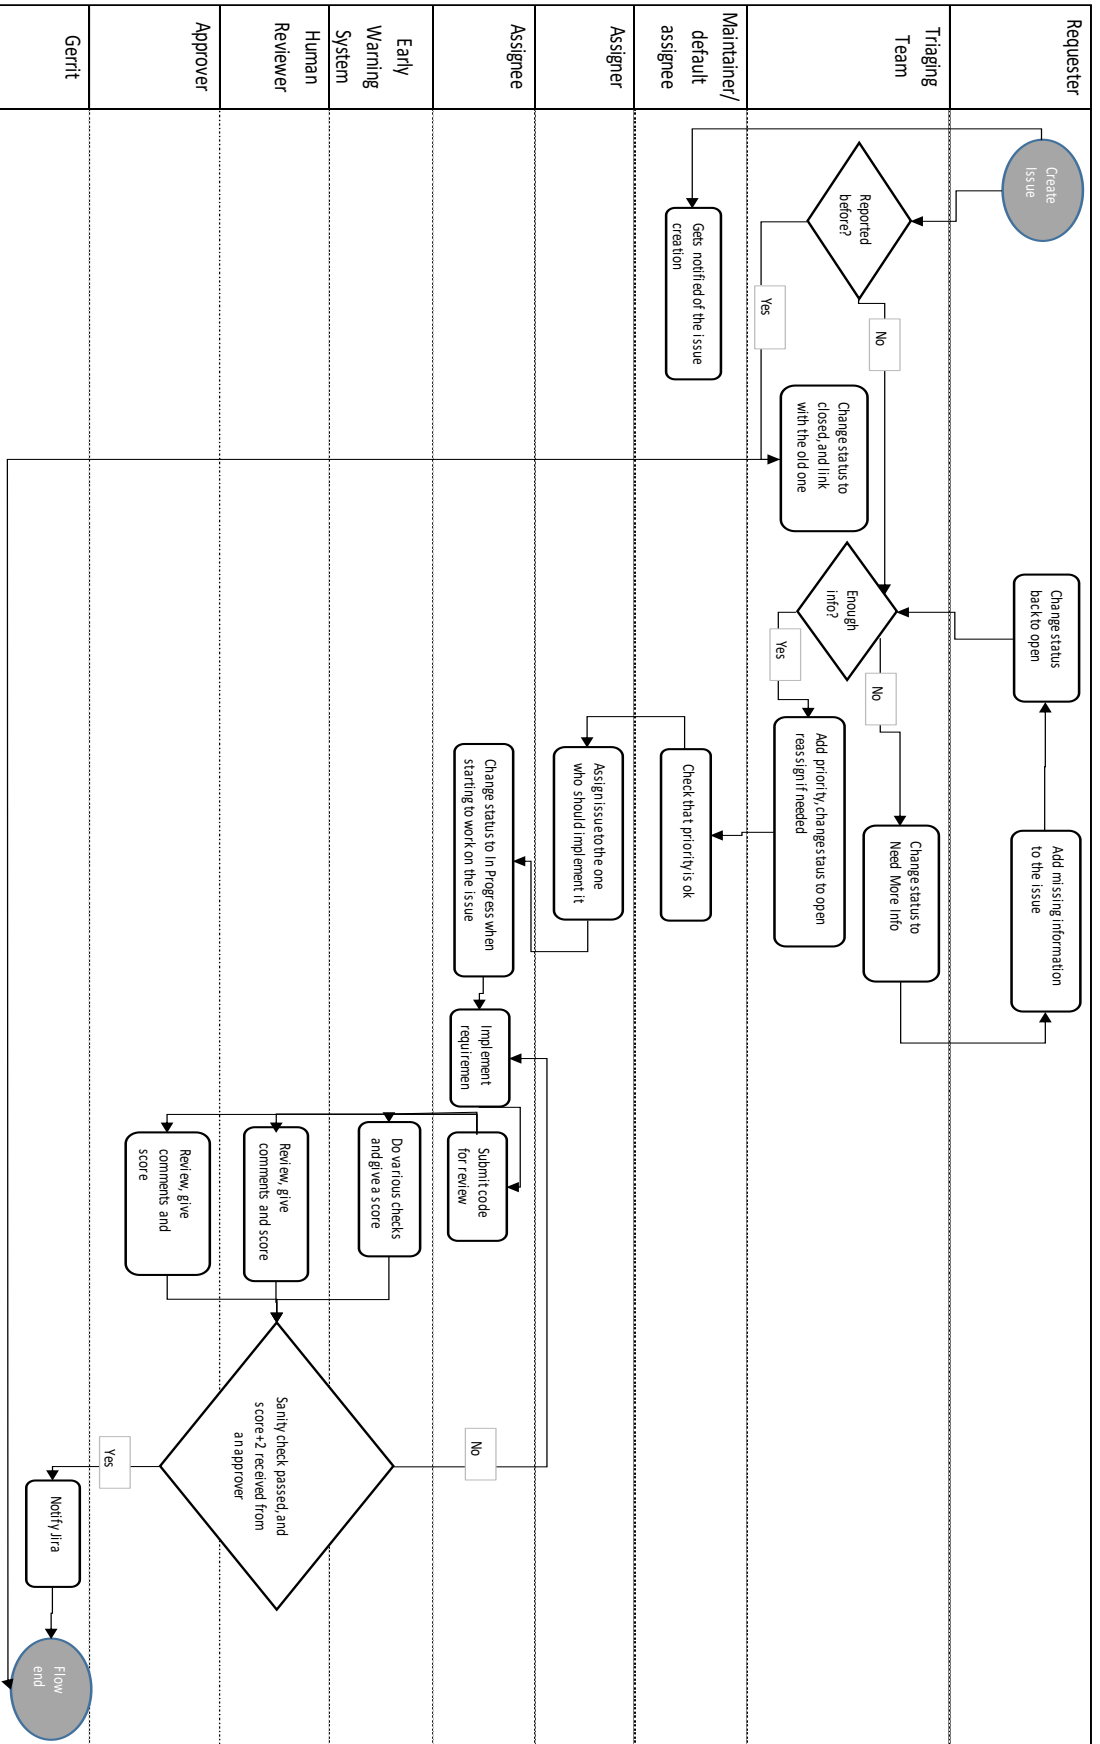 Requester
Triaging
Team
Maintainer/
default
assignee
Assigner
Assignee
Early
Warning
System
Human
Reviewer
Approver
Gerrit
Create
Issue
Reported
before?
No
Yes
Gets notified of the issue
creation
Change status to
closed, and link
with the old one
Change status
back to open
Enough
info?
No
Yes
Add missing information
to the issue
Change status to
Need More Info
Add priority, change staus to open
reassign if needed
Check that priority is ok
Assign issue to the one
who should implement it
Change status to In Progress when
starting to work on the issue
Implement
requiremen
Submit code
for review
Do various checks
and give a score
Review, give
comments and score
Review, give
comments and
score
Sanity check passed, and
score +2 received from
an approver
No
Yes
Notify Jira
Flow
end